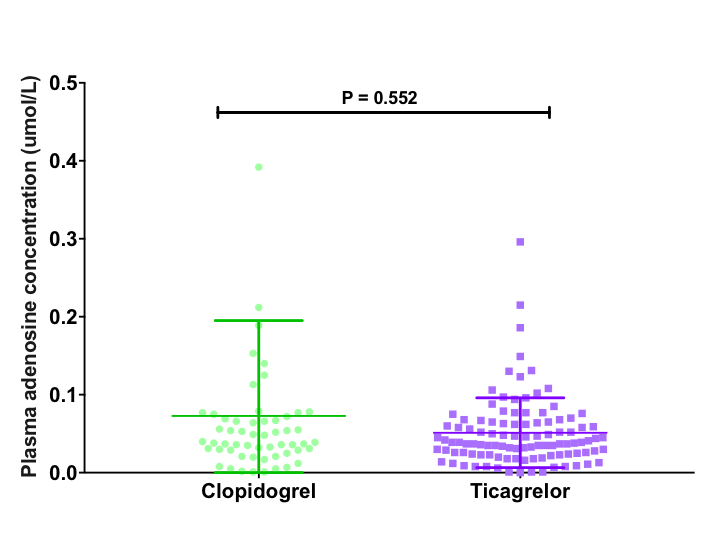 P = 0.552
Plasma adenosine concentration (umol/L)
0.5
0.4
0.3
0.2
0.1
0.0
Clopidogrel
Ticagrelor